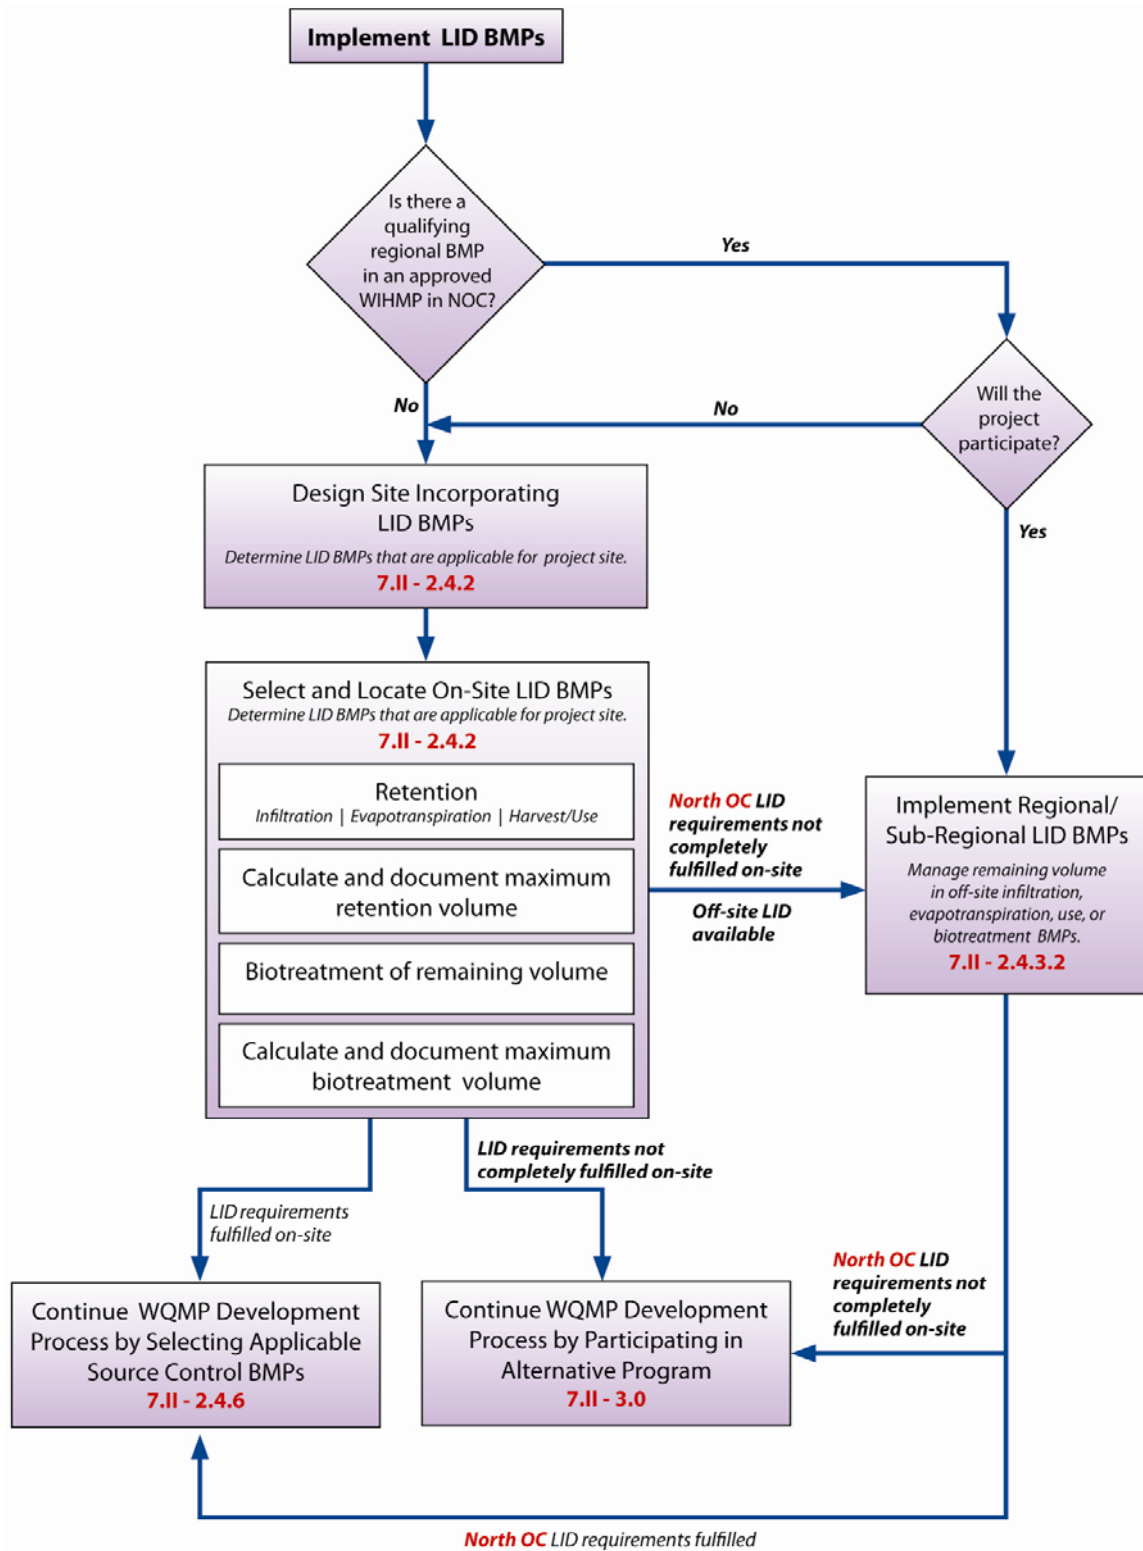 Implement LID BMPs
Is there a
qualifying
regional BMP
in an approved
WIHMP in NOC?
Yes
Will the
project
participate?
No
No
Yes
Design Site Incorporating
LID BMPs
Determine LID BMPs that are applicable for project site.
7.II - 2.4.2
Select and Locate On-Site LID BMPs
Determine LID BMPs that are applicable for project site.
7.II - 2.4.2
Retention
Infiltration | Evapotranspiration | Harvest/Use
Calculate and document maximum
retention volume
Biotreatment of remaining volume
Calculate and document maximum
biotreatment volume
North OC LID
requirements not
completely
fulfilled on-site
Off-site LID
available
Implement Regional/
Sub-Regional LID BMPs
Manage remaining volume
in off-site infiltration,
evapotranspiration, use, or
biotreatment BMPs.
7.II - 2.4.3.2
LID requirements not
completely fulfilled on-site
LID requirements
fulfilled on-site
North OC LID
requirements not
completely
fulfilled on-site
Continue WQMP Development
Process by Selecting Applicable
Source Control BMPs
7.II - 2.4.6
Continue WQMP Development
Process by Participating in
Alternative Program
7.II - 3.0
North OC LID requirements fulfilled